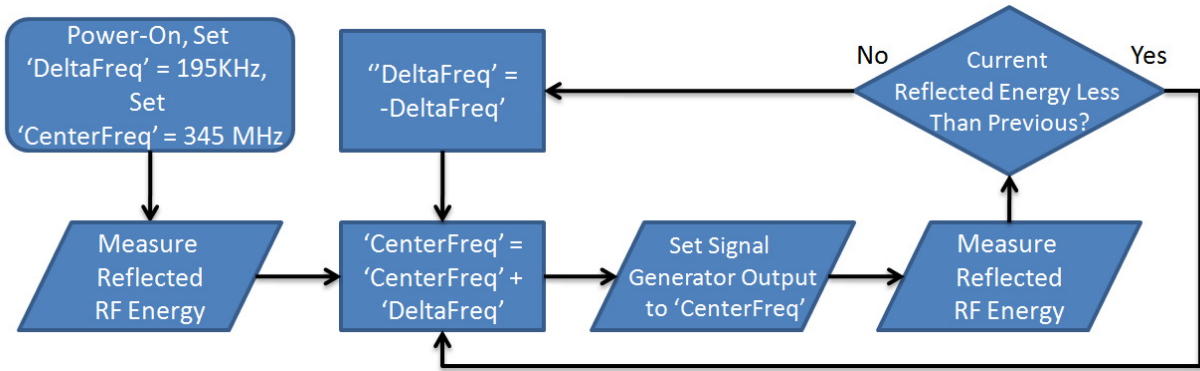 Power-On, Set
‘DeltaFreq’ = 195KHz,
Set
‘CenterFreq’ = 345 MHz
‘’DeltaFreq’ =
-DeltaFreq’
No
Current
Reflected Energy Less
Than Previous?
Yes
Measure
Reflected
RF Energy
‘CenterFreq’ =
‘CenterFreq’ +
‘DeltaFreq’
Set Signal
Generator Output
to ‘CenterFreq’
Measure
Reflected
RF Energy